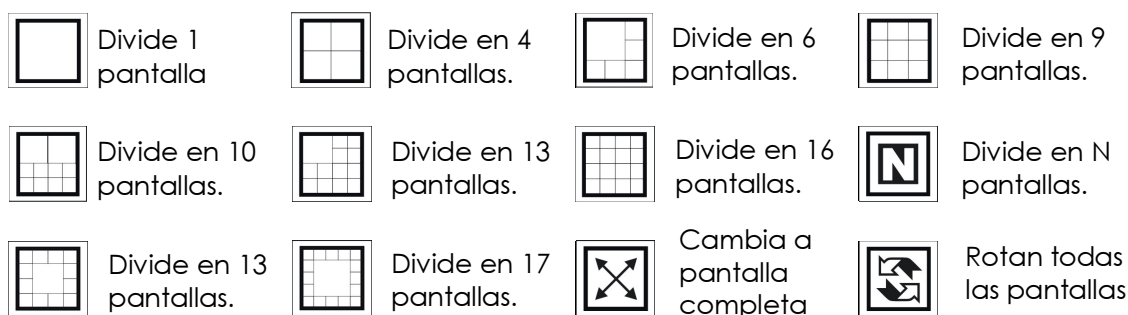 Divide 1
pantalla
Divide en 4
pantallas.
Divide en 6
pantallas.
Divide en 9
pantallas.
Divide en 10
pantallas.
Divide en 13
pantallas.
Divide en 16
pantallas.
N
Divide en N
pantallas.
Divide en 13
pantallas.
Divide en 17
pantallas.
Cambia a
pantalla
completa
Rotan todas
las pantallas